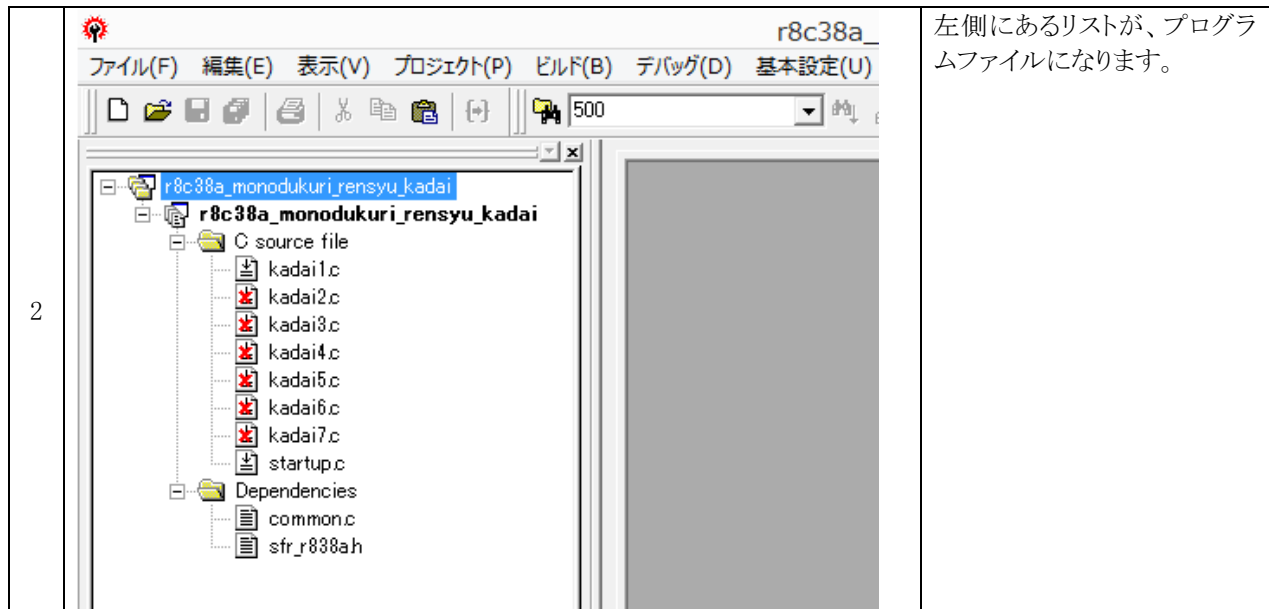 2
r8c38a_
ファイル(F) 編集(E) 表示(V) プロジェクト(P) ビルド(B) デバッグ(D) 基本設定(U)
500
r8c38a_monodukuri_rensyu_kadai
r8c38a_monodukuri_rensyu_kadai
C source file
kadai1.c
kadai2.c
kadai3.c
kadai4.c
kadai5.c
kadai6.c
kadai7.c
startup.c
Dependencies
common.c
sfr_r838a.h
左側にあるリストが、プログラ
ムファイルになります。